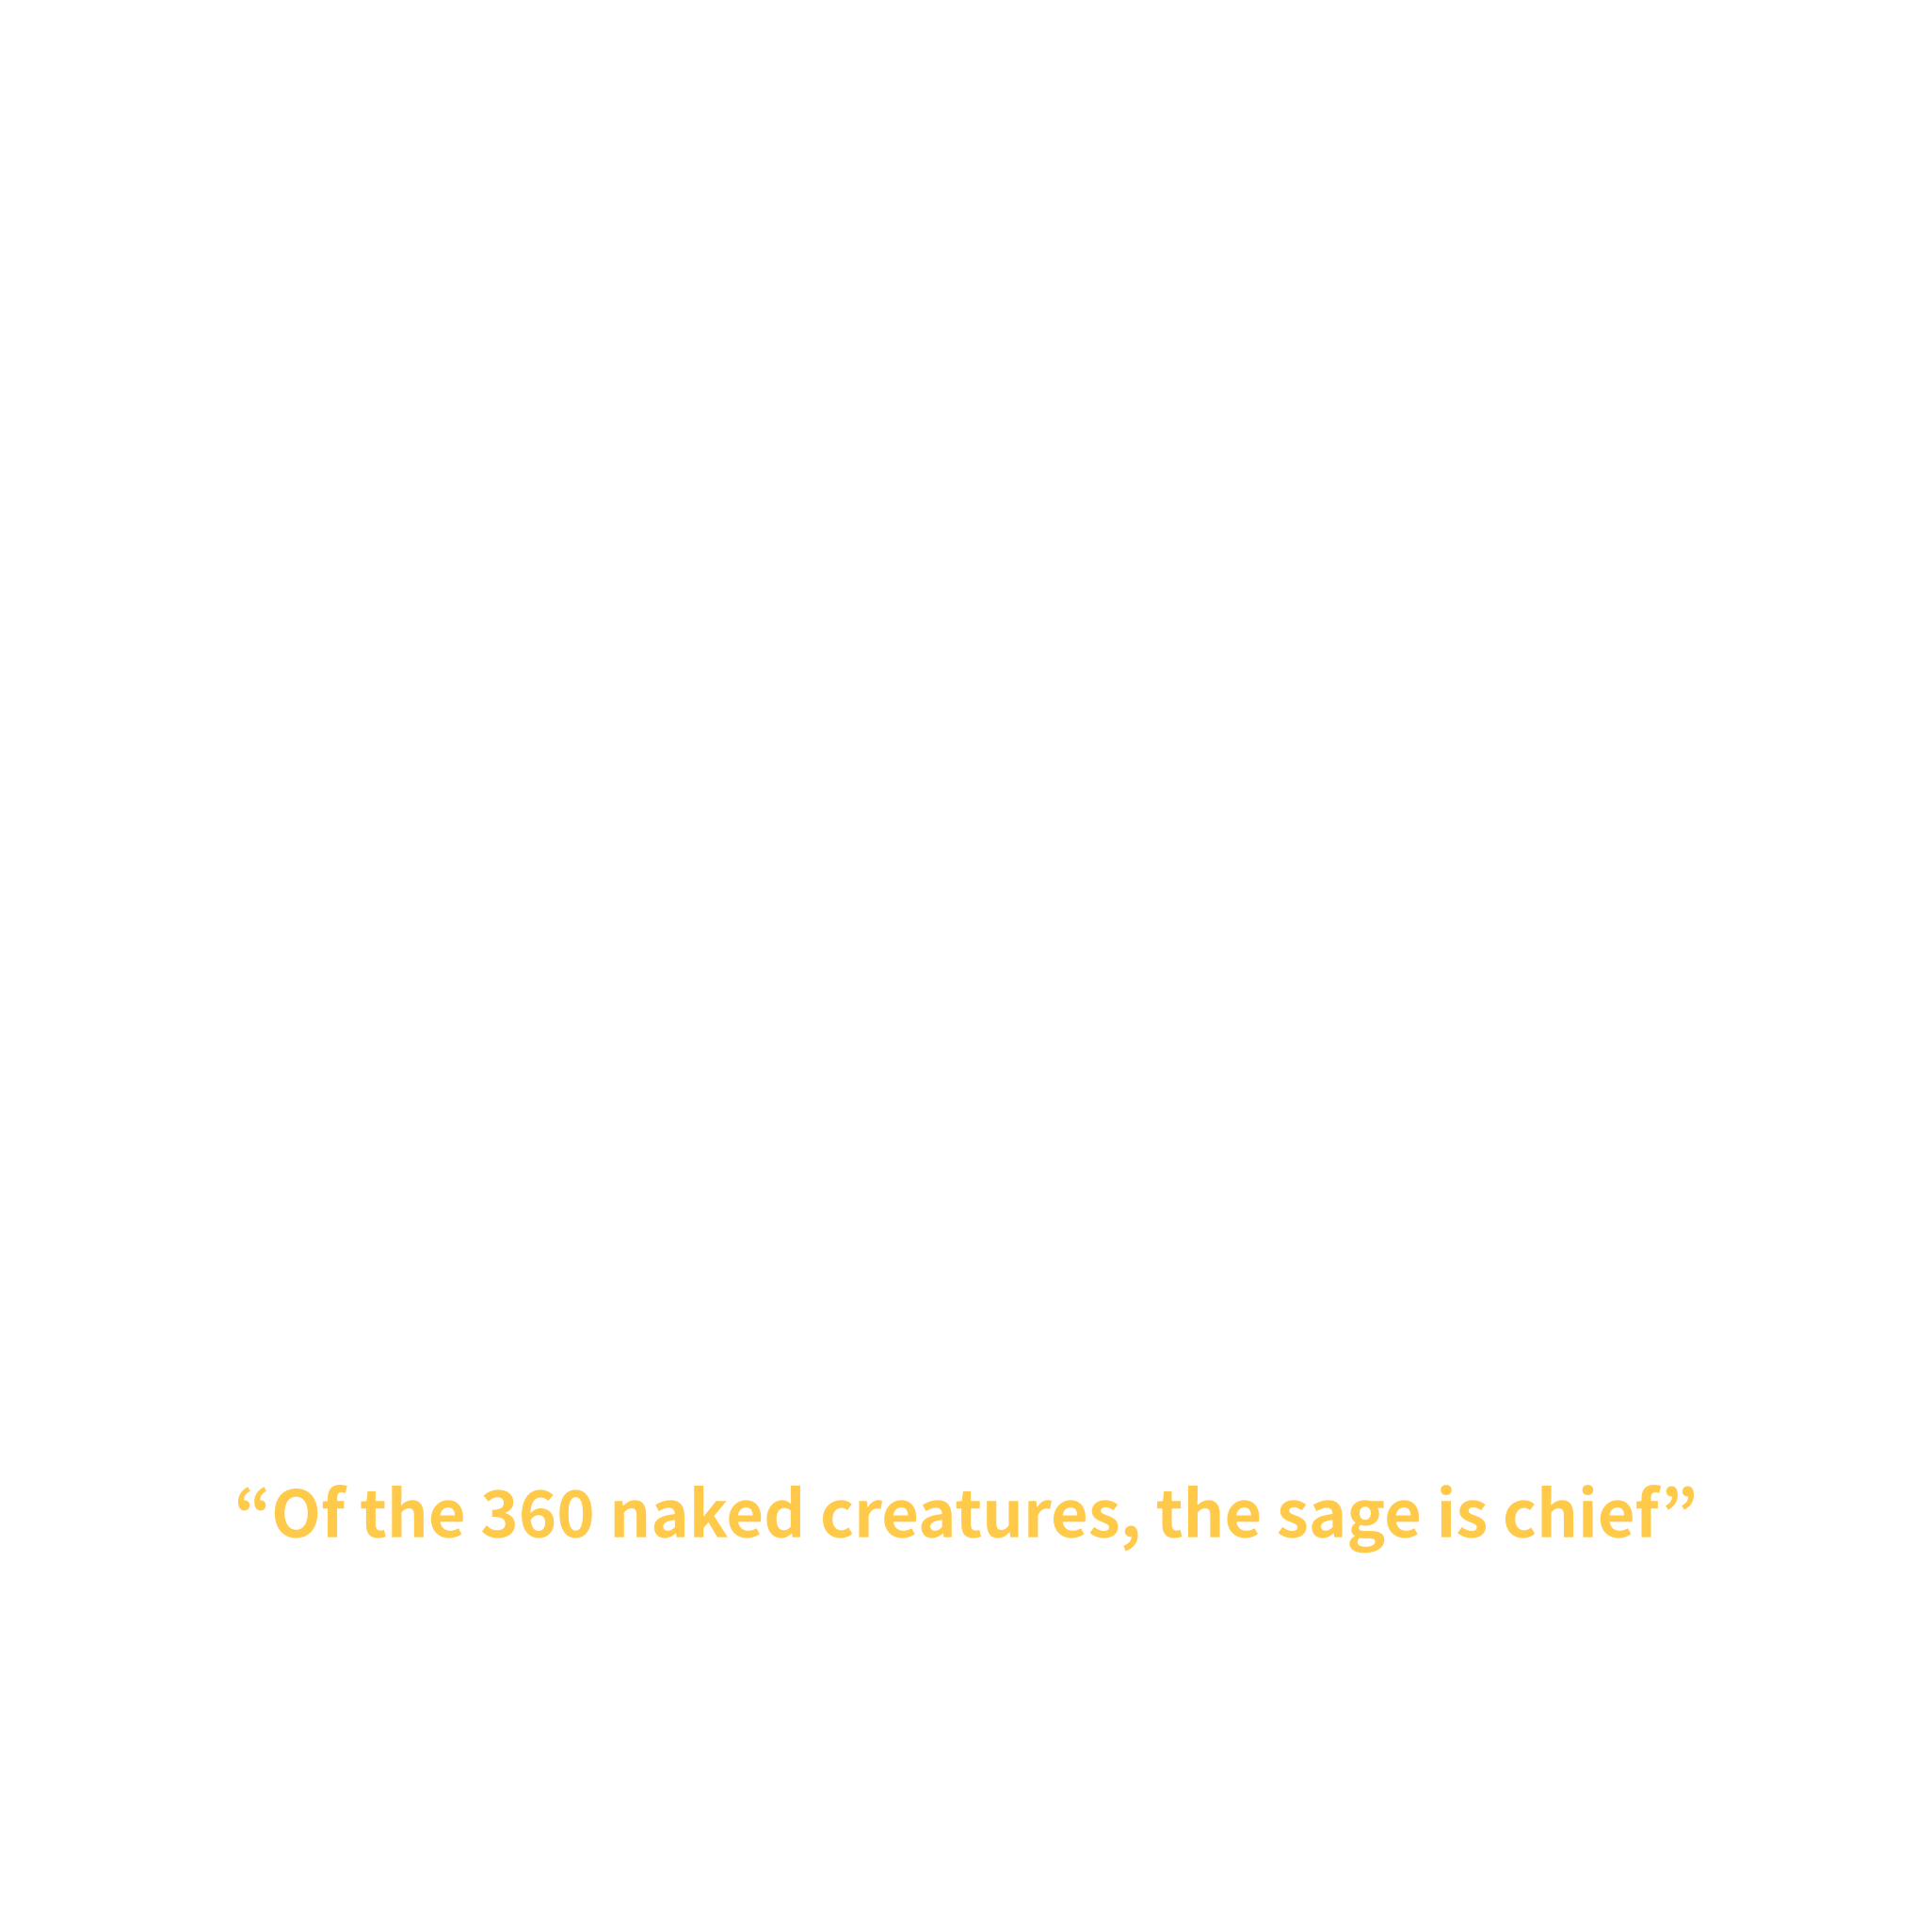 “Of the 360 naked creatures, the sage is chief”